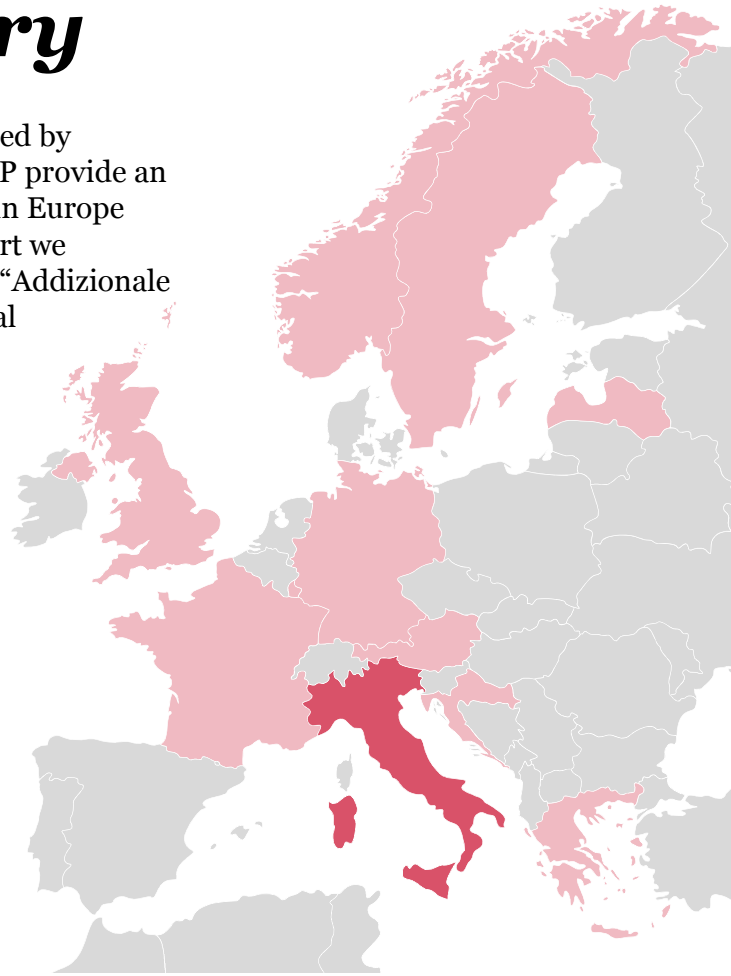 ry
ed by
P provide an
n Europe
rt we
“Addizionale
al